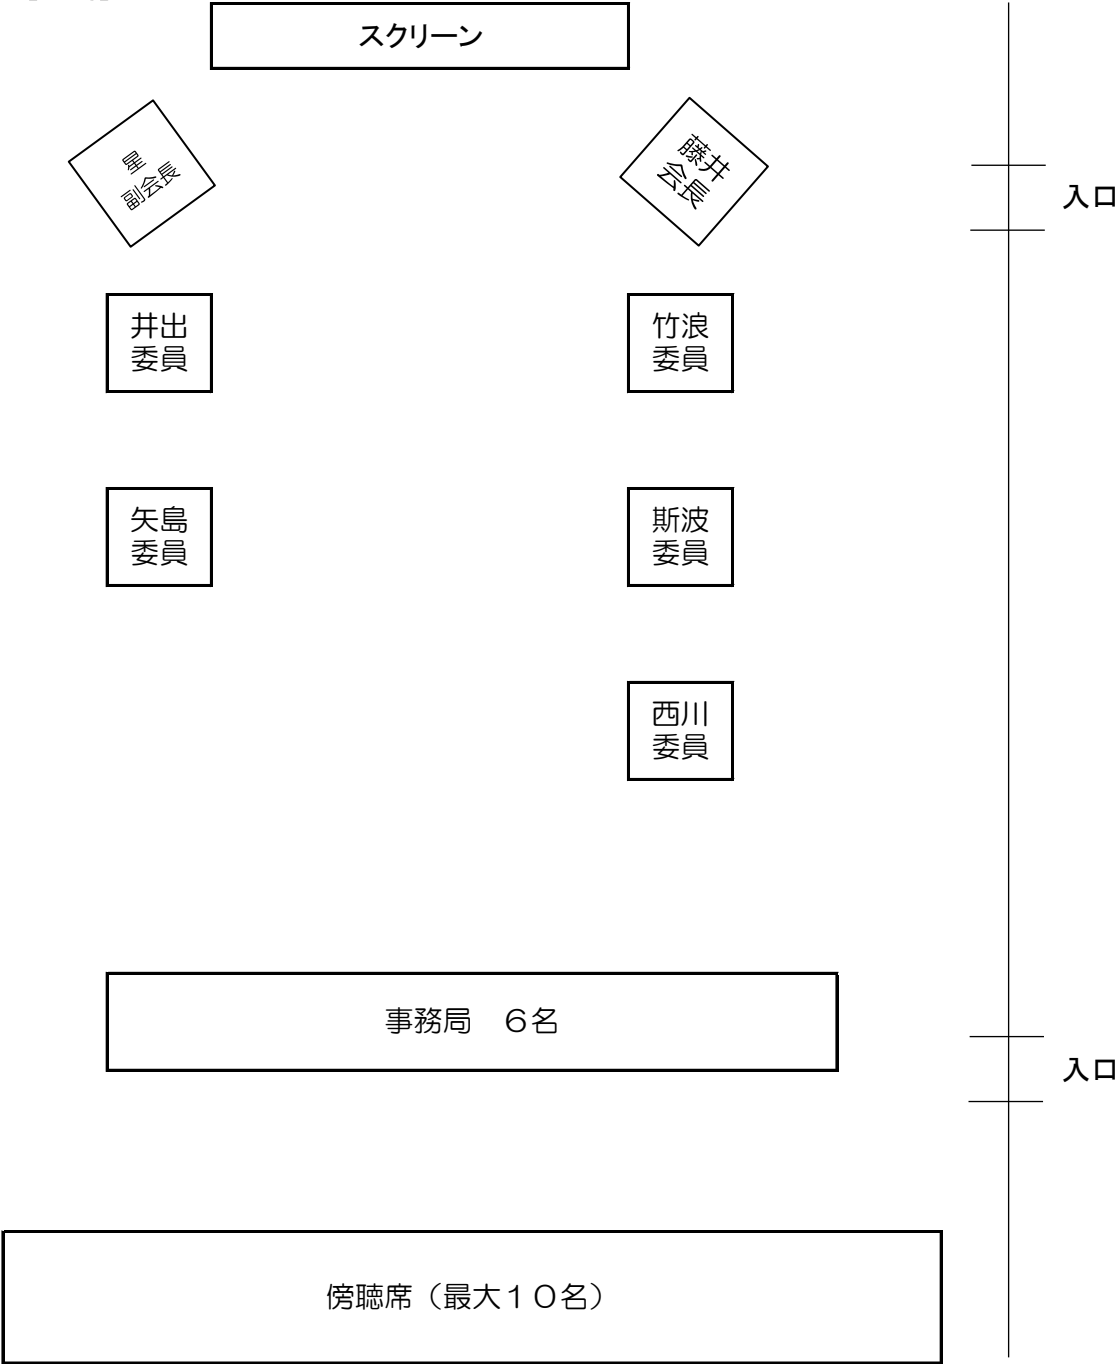 スクリーン
星
副会長
藤井
会長
入口
井出
委員
竹浪
委員
矢島
委員
斯波
委員
西川
委員
事務局　６名
入口
傍聴席（最大１０名）